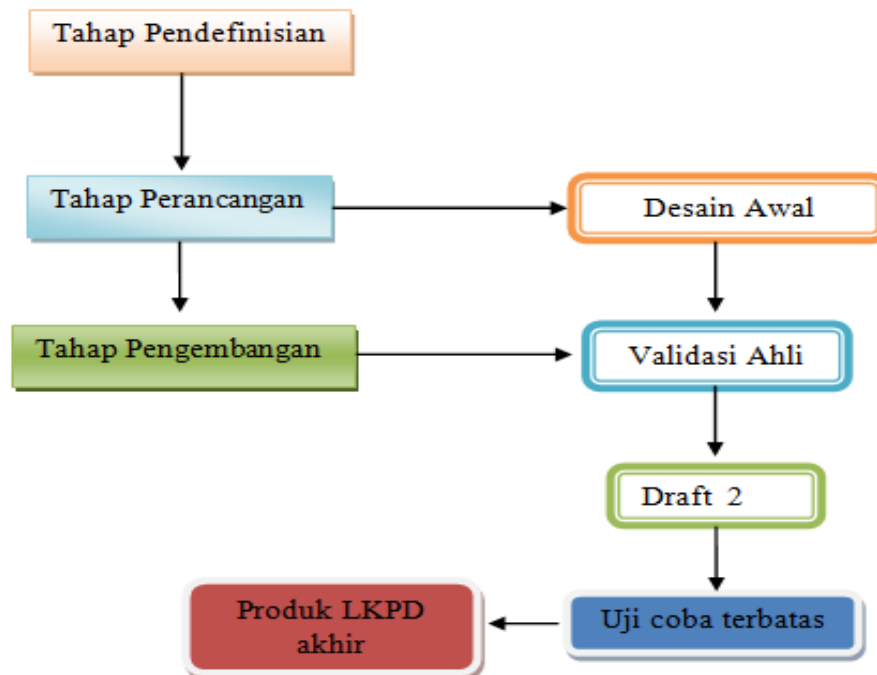 Tahap Pendefinisian
Tahap Perancangan
Desain Awal
Tahap Pengembangan
Validasi Ahli
Draft 2
Produk LKPD
akhir
Uji coba terbatas